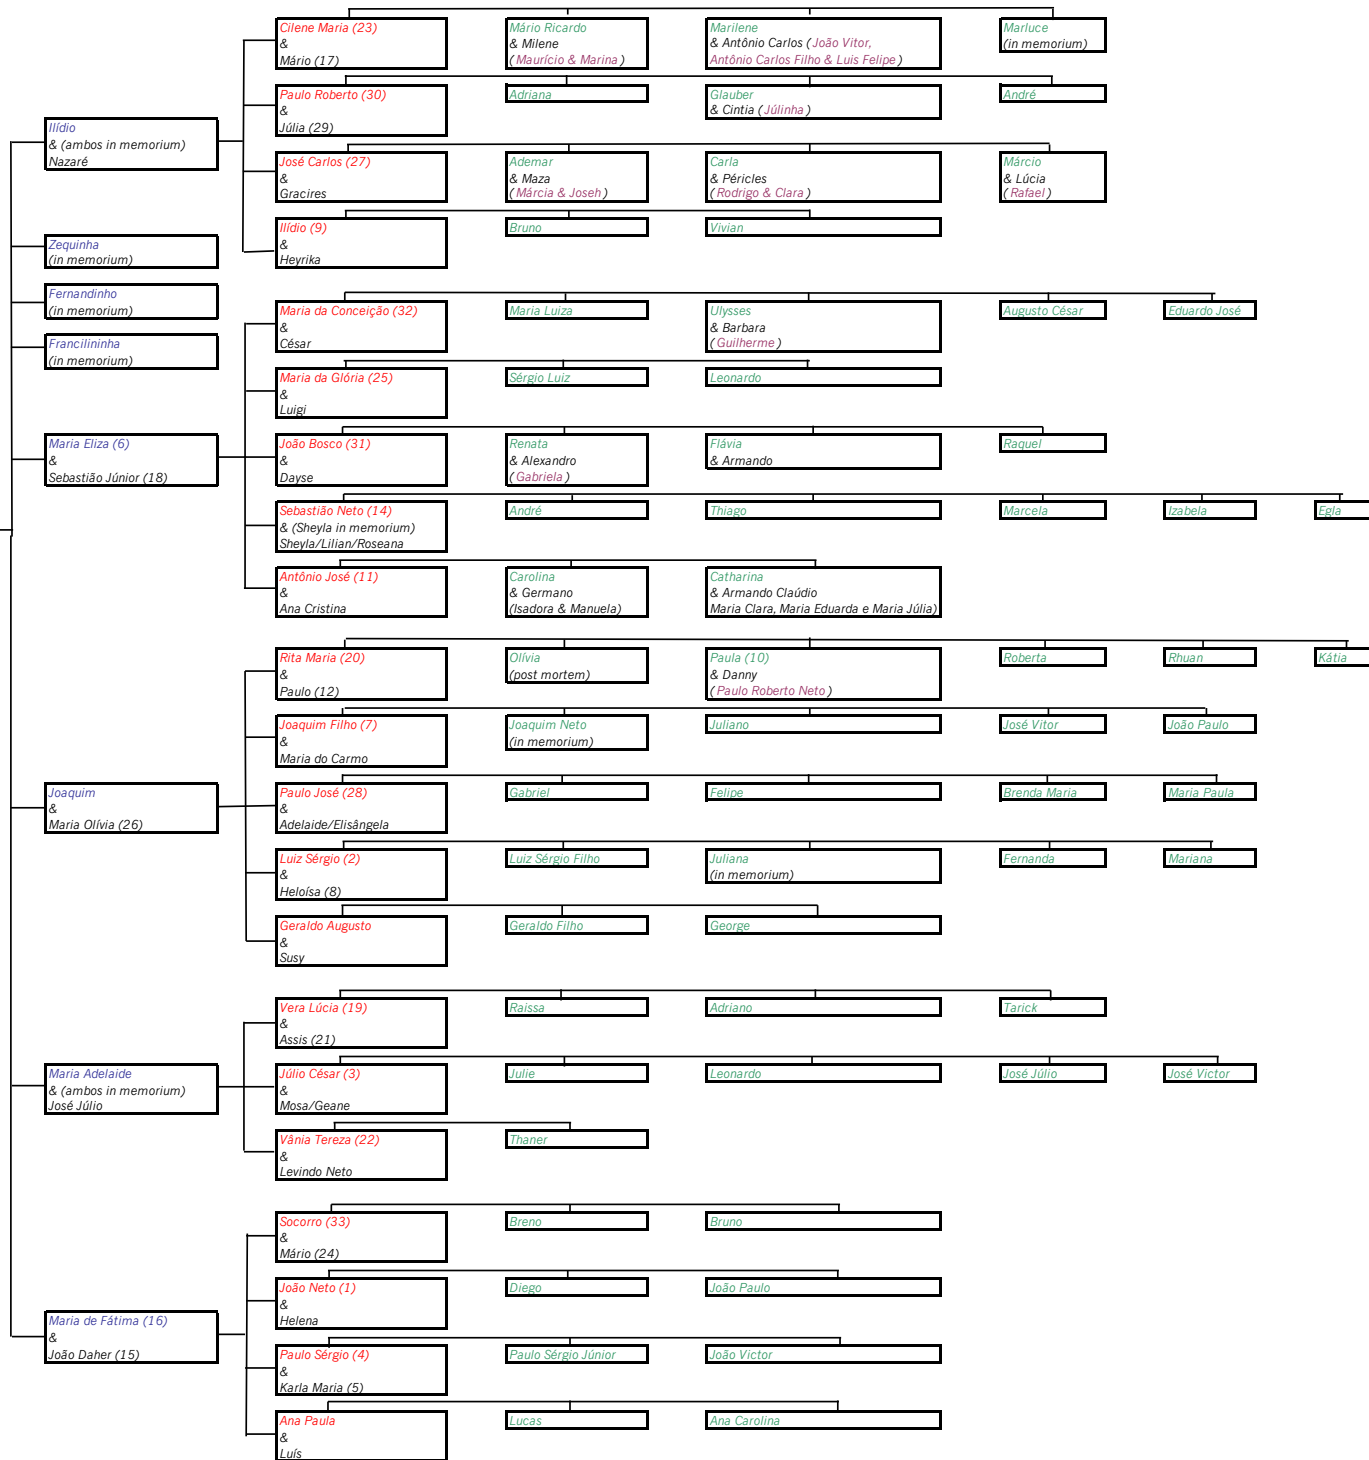 Cilene Maria (23)
&
Mário (17)
Mário Ricardo
& Milene
(Maurício & Marina)
Marilene
& Antônio Carlos (João Vitor,
Antônio Carlos Filho & Luis Felipe)
Marluce
(in memorium)
Paulo Roberto (30)
&
Júlia (29)
Adriana
Glauber
& Cintia (Júlinha)
André
Ilídio
& (ambos in memorium)
Nazaré
José Carlos (27)
&
Gracires
Ademar
& Maza
(Márcia & Joseh)
Carla
& Péricles
(Rodrigo & Clara)
Márcio
& Lúcia
(Rafael)
Ilídio (9)
&
Heyrika
Bruno
Vivian
Zequinha
(in memorium)
Fernandinho
(in memorium)
Francilininha
(in memorium)
Maria da Conceição (32)
&
César
Maria Luiza
Ulysses
& Barbara
(Guilherme)
Augusto César
Eduardo José
Maria da Glória (25)
&
Luigi
Sérgio Luiz
Leonardo
Maria Eliza (6)
&
Sebastião Júnior (18)
João Bosco (31)
&
Dayse
Renata
& Alexandro
(Gabriela)
Flávia
& Armando
Raquel
Sebastião Neto (14)
& (Sheyla in memorium)
Sheyla/Lilian/Roseana
André
Thiago
Marcela
Izabela
Egla
Antônio José (11)
&
Ana Cristina
Carolina
& Germano
(Isadora & Manuela)
Catharina
& Armando Claúdio
Maria Clara, Maria Eduarda e Maria Júlia)
Rita Maria (20)
&
Paulo (12)
Olívia
(post mortem)
Paula (10)
& Danny
(Paulo Roberto Neto)
Roberta
Rhuan
Kátia
Joaquim Filho (7)
&
Maria do Carmo
Joaquim Neto
(in memorium)
Juliano
José Vitor
João Paulo
Joaquim
&
Maria Olívia (26)
Paulo José (28)
&
Adelaide/Elisângela
Gabriel
Felipe
Brenda Maria
Maria Paula
Luiz Sérgio (2)
&
Heloísa (8)
Luiz Sérgio Filho
Juliana
(in memorium)
Fernanda
Mariana
Geraldo Augusto
&
Susy
Geraldo Filho
George
Vera Lúcia (19)
&
Assis (21)
Raissa
Adriano
Tarick
Maria Adelaide
& (ambos in memorium)
José Júlio
Júlio César (3)
&
Mosa/Geane
Julie
Leonardo
José Júlio
José Victor
Vânia Tereza (22)
&
Levindo Neto
Thaner
Socorro (33)
&
Mário (24)
Breno
Bruno
João Neto (1)
&
Helena
Diego
João Paulo
Maria de Fátima (16)
&
João Daher (15)
Paulo Sérgio (4)
&
Karla Maria (5)
Paulo Sérgio Júnior
João Victor
Ana Paula
&
Luís
Lucas
Ana Carolina